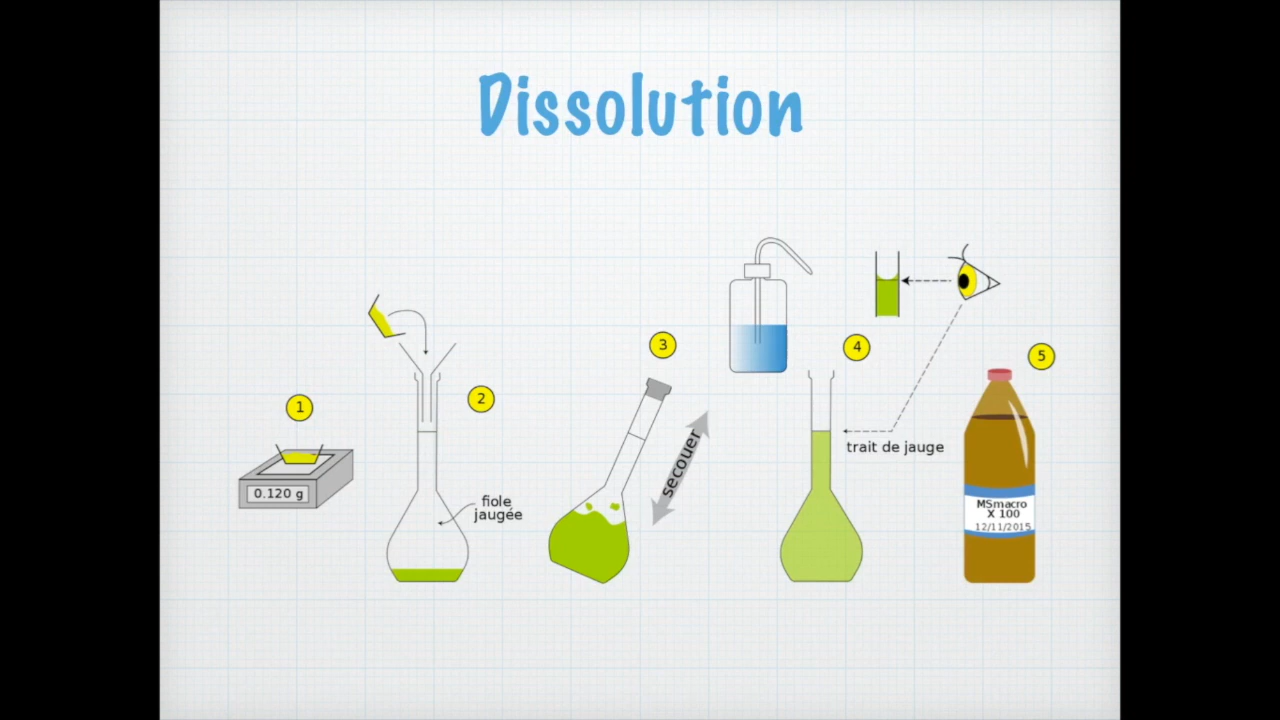 Dissolution
1
0.120 g
2
fiole
jaugée
3
secouer
4
trait de jauge
5
MSmacro
X 100
12/11/2015